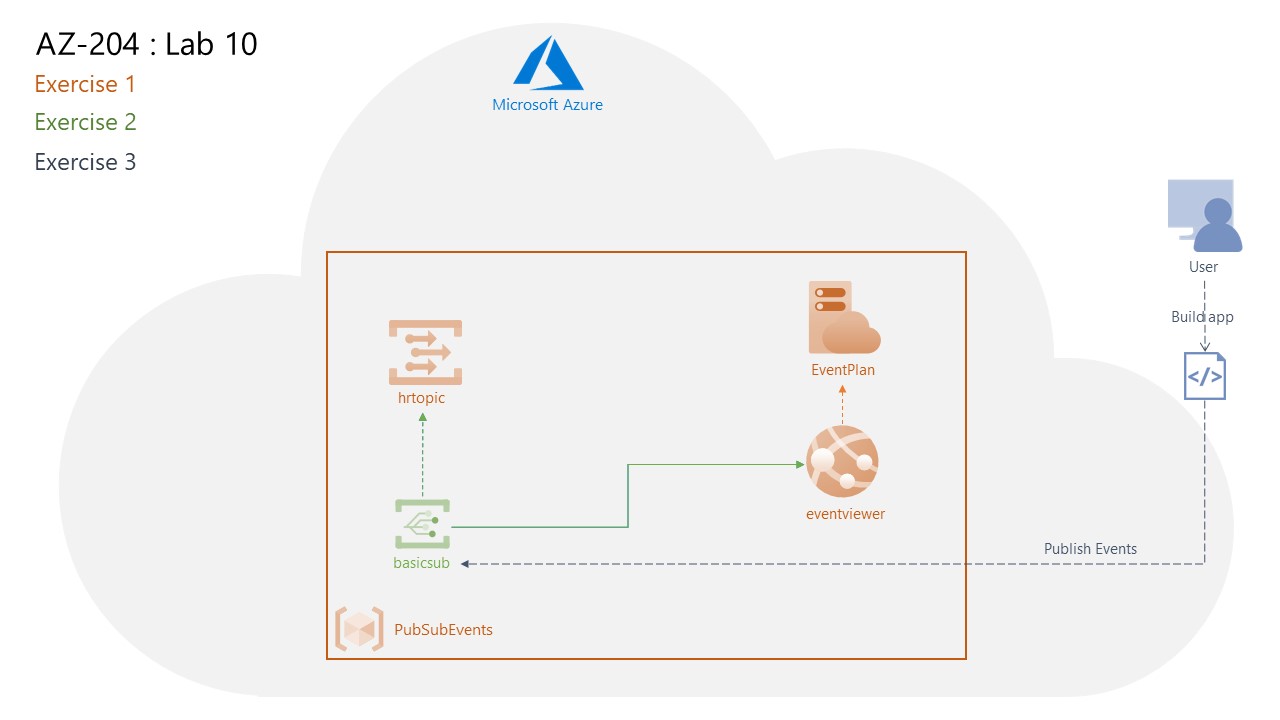 AZ-204 : Lab 10
Exercise 1
Exercise 2
Exercise 3
Microsoft Azure
User
Build app
</>
EventPlan
hrtopic
eventviewer
Publish Events
basicsub
PubSubEvents